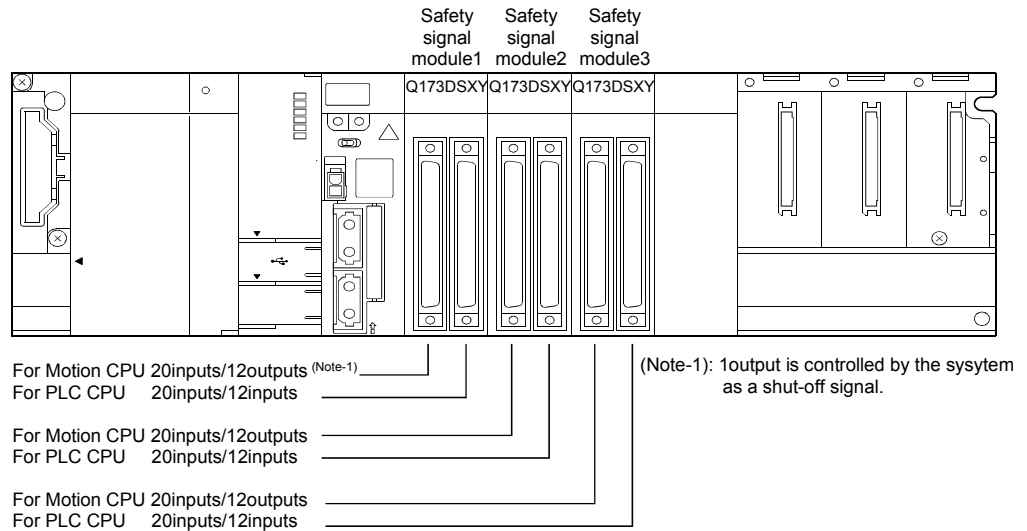 Safety signal module1
Safety signal module2
Safety signal module3
Q173DSXY Q173DSXY Q173DSXY
For Motion CPU 20inputs/12outputs (Note-1)
For PLC CPU 20inputs/12inputs
For Motion CPU 20inputs/12outputs
For PLC CPU 20inputs/12inputs
For Motion CPU 20inputs/12outputs
For PLC CPU 20inputs/12inputs
(Note-1): 1output is controlled by the sysytem
as a shut-off signal.